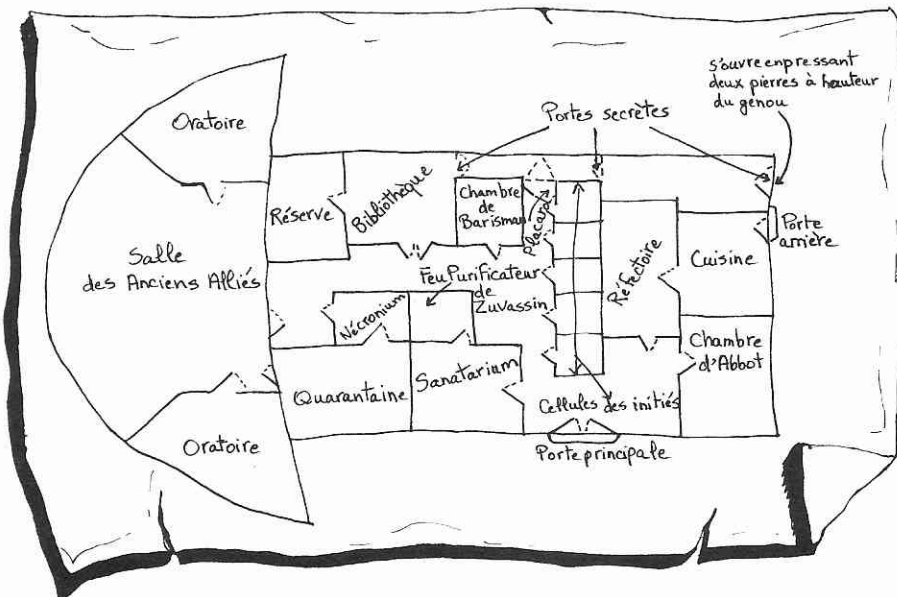 s'ouvre en pressant
deux pierres à hauteur
du genou
Portes secrètes
Oratoire
Réserve
Bibliothèque
Chambre
de
Barisman
Placard
Porte
arrière
Salle
des Anciens Alliés
Réfectoire
Cuisine
Feu Purificateur
de
Zuvassin
Nécronium
Chambre
d'Abbot
Quarantaine
Sanatarium
Cellules des initiés
Oratoire
Porte principale